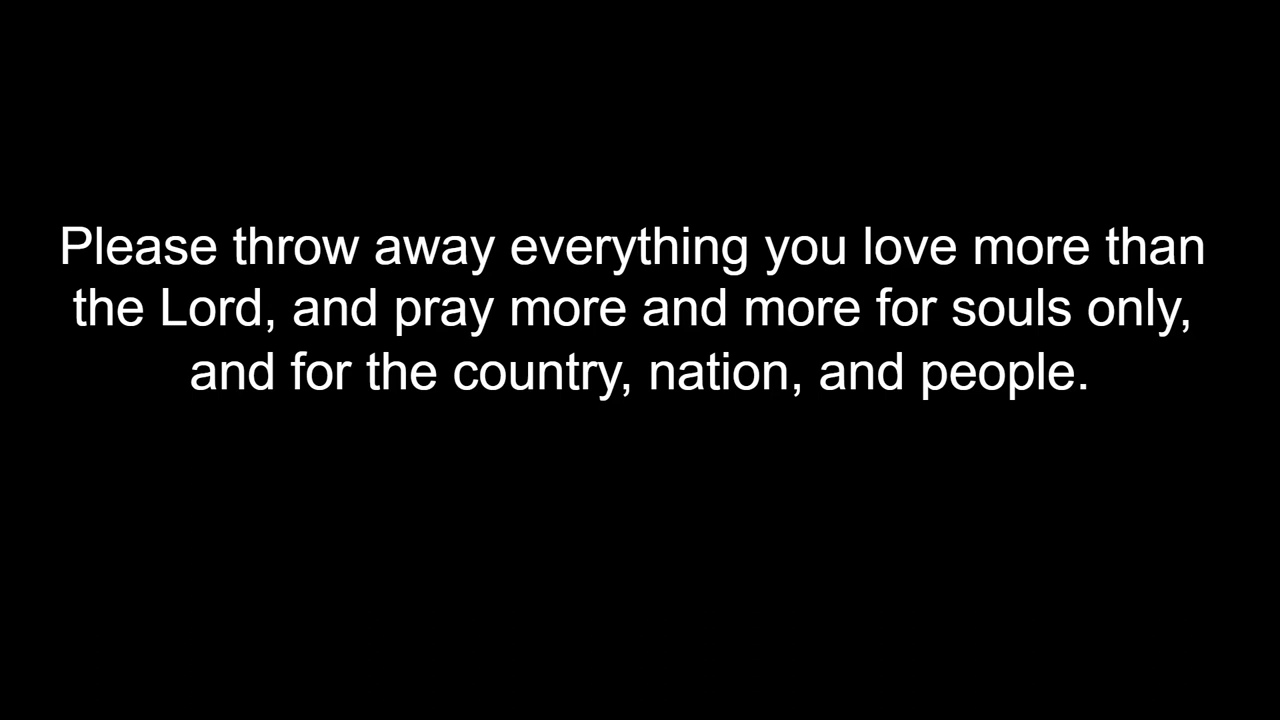 Please throw away everything you love more than
the Lord, and pray more and more for souls only,
and for the country, nation, and people.